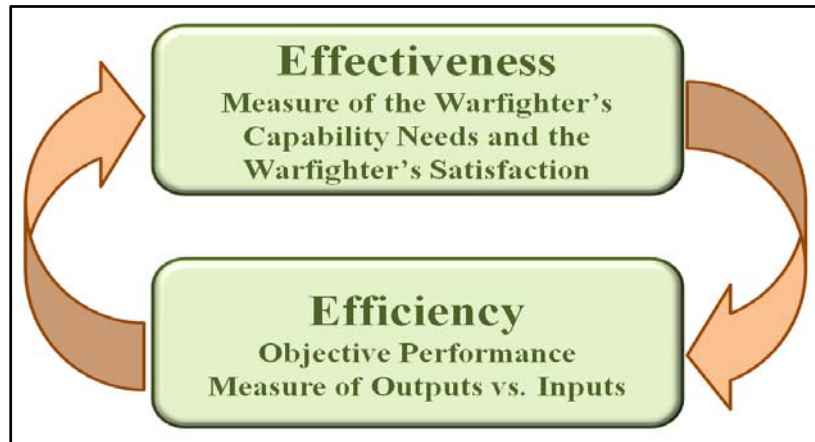 Effectiveness
Measure of the Warfighter's
Capability Needs and the
Warfighter's Satisfaction
Efficiency
Objective Performance
Measure of Outputs vs. Inputs